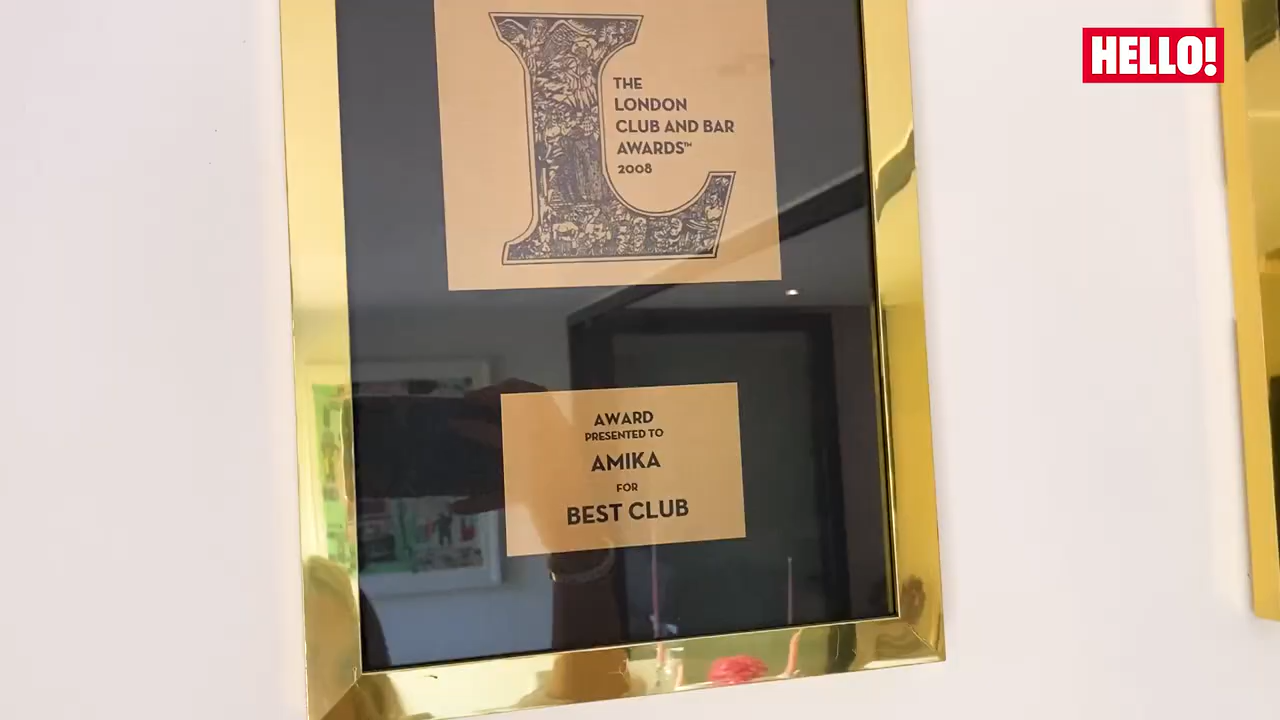 HELLO!
THE
LONDON
CLUB AND BAR
AWARDS™
2008
AWARD
PRESENTED TO
AMIKA
FOR
BEST CLUB